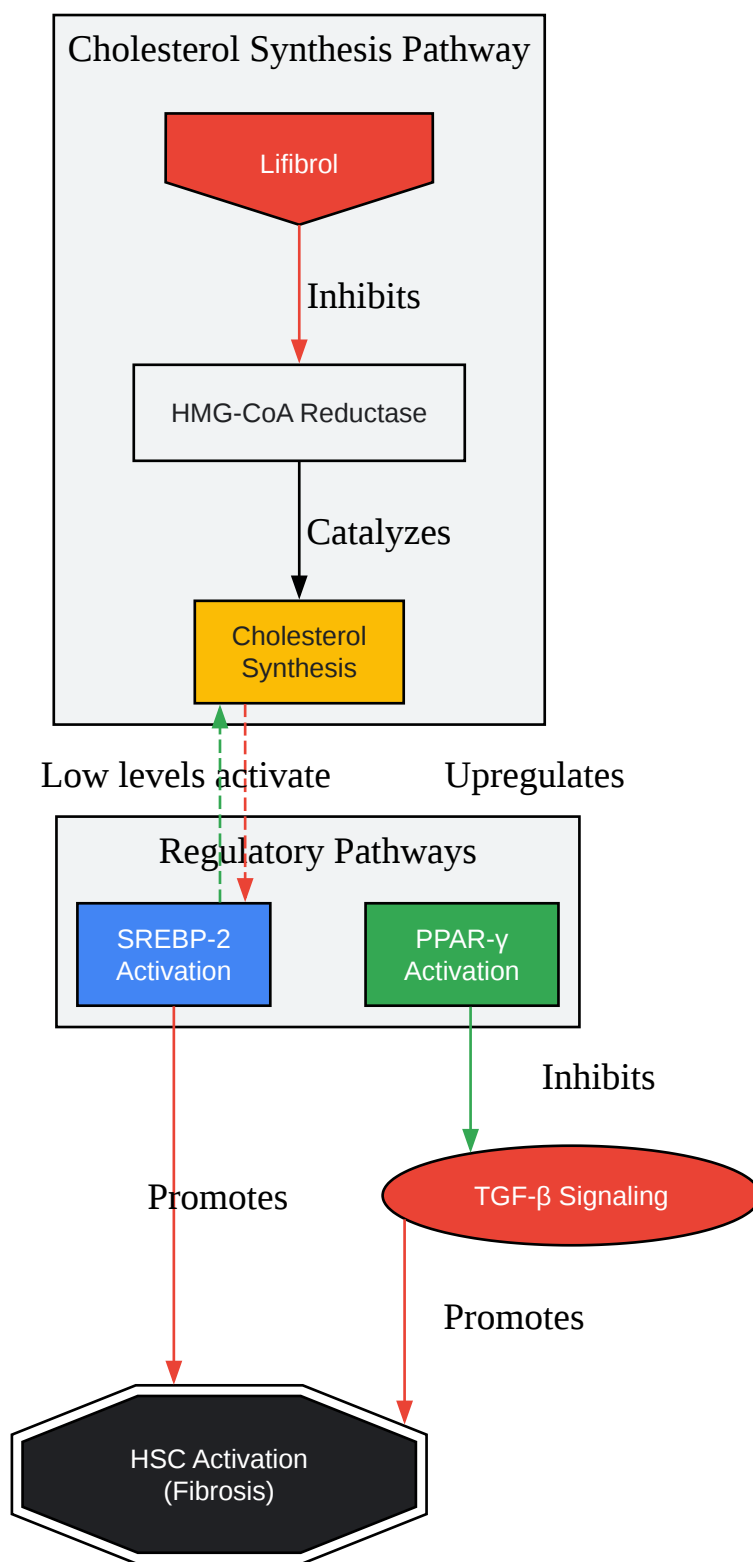 Cholesterol Synthesis Pathway
Lifibrol
Inhibits
HMG-CoA Reductase
Catalyzes
Cholesterol
Synthesis
Low levels activate
Upregulates
Regulatory Pathways
SREBP-2
Activation
PPAR-γ
Activation
Inhibits
Promotes
TGF-β Signaling
Promotes
HSC Activation
(Fibrosis)